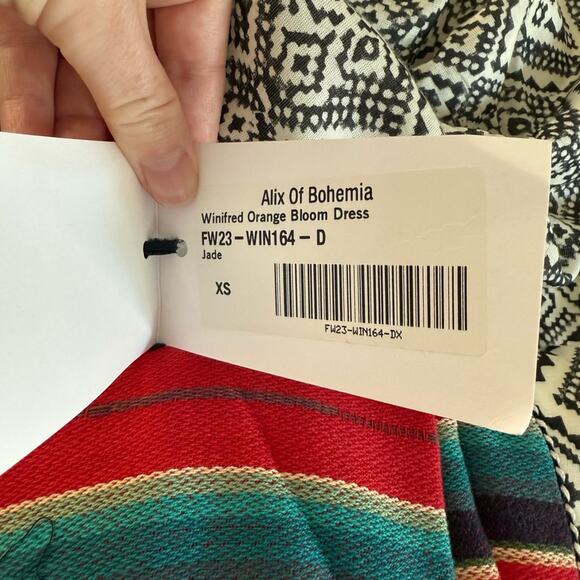 Alix Of Bohemia
Winifred Orange Bloom Dress
FW23-WIN164-D
Jade
XS
FW23-WIN164-DX